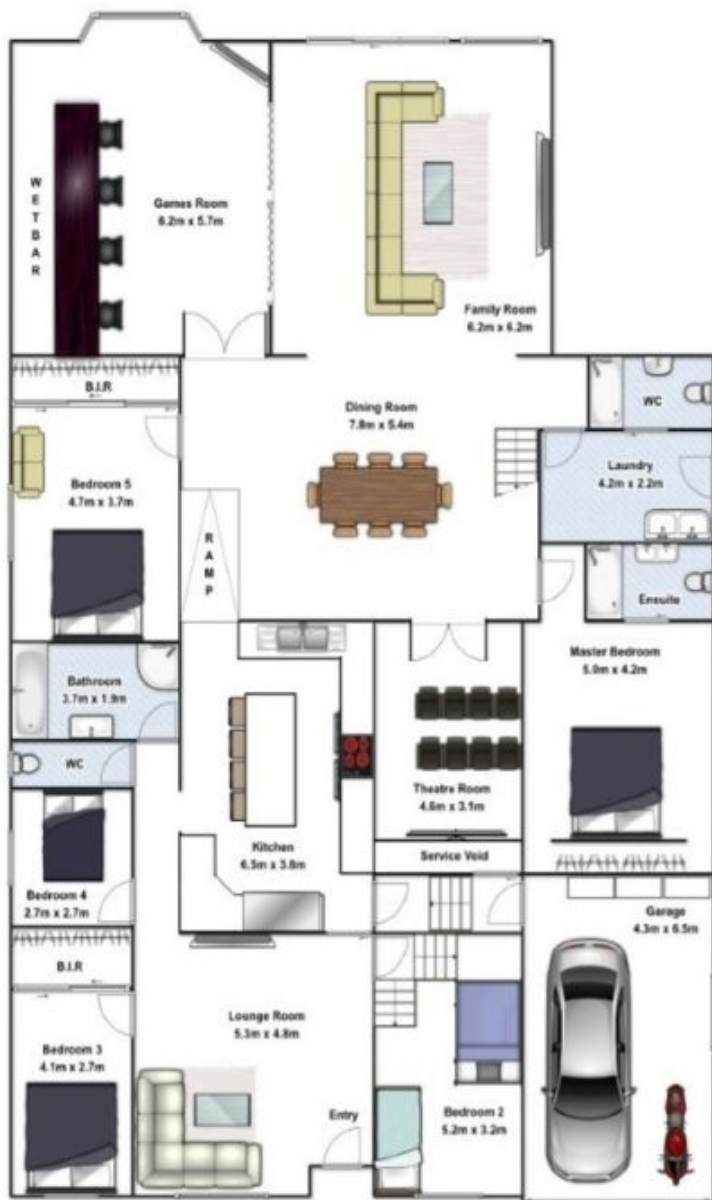 WETBAR
Games Room
6.2m x 5.7m
Family Room
6.2m x 6.2m
B.I.R
Dining Room
7.8m x 5.4m
WC
Laundry
4.2m x 2.2m
Bedroom 5
4.7m x 3.7m
RAMP
Ensuite
Bathroom
3.7m x 1.9m
Master Bedroom
5.0m x 4.2m
WC
Theatre Room
4.6m x 3.1m
Kitchen
6.5m x 3.8m
Service Void
Bedroom 4
2.7m x 2.7m
Garage
4.3m x 6.5m
B.I.R
Lounge Room
5.3m x 4.8m
Bedroom 3
4.1m x 2.7m
Entry
Bedroom 2
5.2m x 3.2m